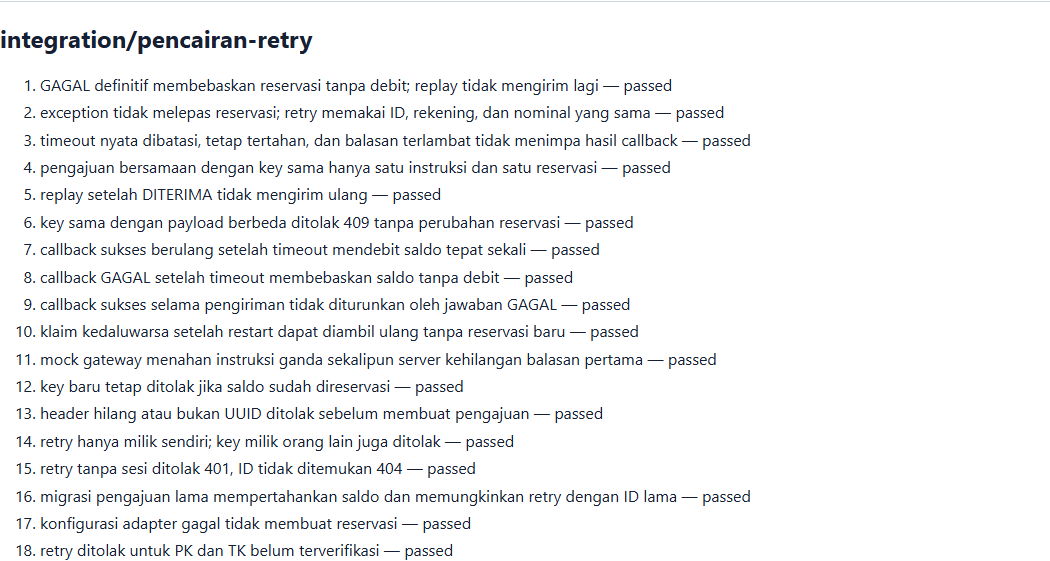 integration/pencairan-retry
1. GAGAL definitif membebaskan reservasi tanpa debit; replay tidak mengirim lagi — passed
2. exception tidak melepas reservasi; retry memakai ID, rekening, dan nominal yang sama — passed
3. timeout nyata dibatasi, tetap tertahan, dan balasan terlambat tidak menimpa hasil callback — passed
4. pengajuan bersamaan dengan key sama hanya satu instruksi dan satu reservasi — passed
5. replay setelah DITERIMA tidak mengirim ulang — passed
6. key sama dengan payload berbeda ditolak 409 tanpa perubahan reservasi — passed
7. callback sukses berulang setelah timeout mendebit saldo tepat sekali — passed
8. callback GAGAL setelah timeout membebaskan saldo tanpa debit — passed
9. callback sukses selama pengiriman tidak diturunkan oleh jawaban GAGAL — passed
10. klaim kedaluwarsa setelah restart dapat diambil ulang tanpa reservasi baru — passed
11. mock gateway menahan instruksi ganda sekalipun server kehilangan balasan pertama — passed
12. key baru tetap ditolak jika saldo sudah direservasi — passed
13. header hilang atau bukan UUID ditolak sebelum membuat pengajuan — passed
14. retry hanya milik sendiri; key milik orang lain juga ditolak — passed
15. retry tanpa sesi ditolak 401, ID tidak ditemukan 404 — passed
16. migrasi pengajuan lama mempertahankan saldo dan memungkinkan retry dengan ID lama — passed
17. konfigurasi adapter gagal tidak membuat reservasi — passed
18. retry ditolak untuk PK dan TK belum terverifikasi — passed